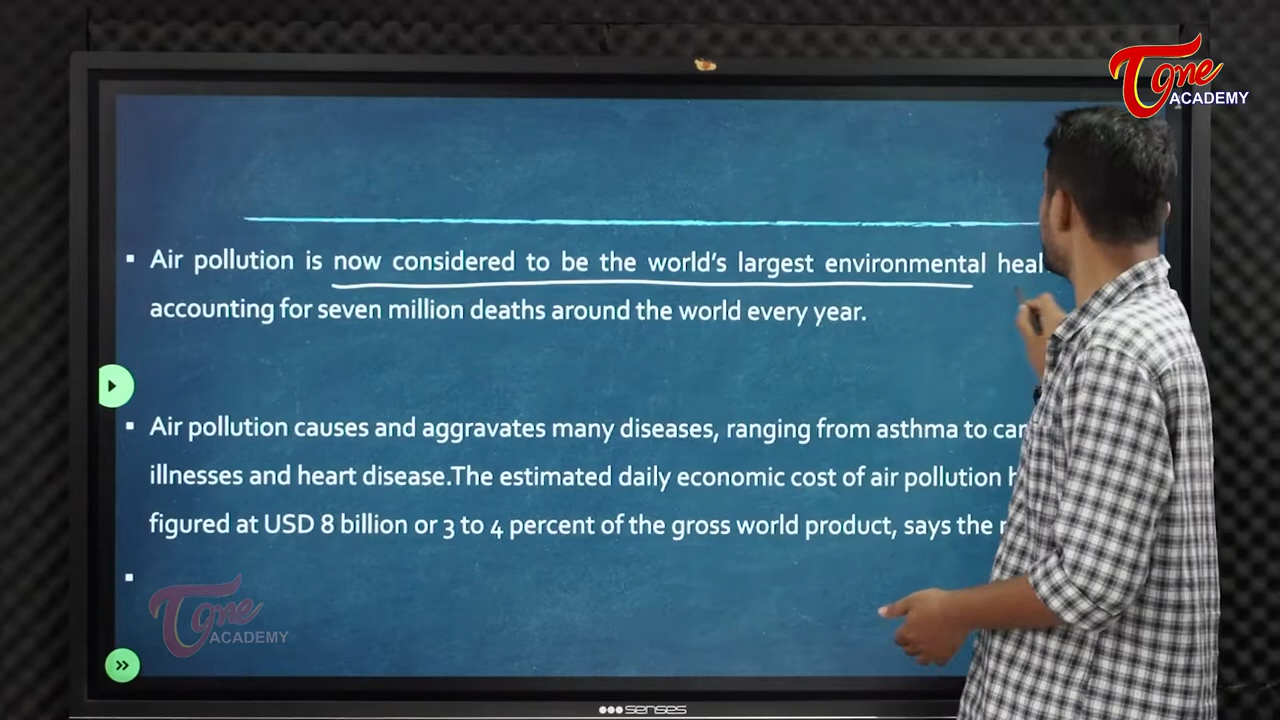 Tone
ACADEMY
Air pollution is now considered to be the world's largest environmental
accounting for seven million deaths around the world every year.
Air pollution causes and aggravates many diseases, ranging from asthma to
illnesses and heart disease.The estimated daily economic cost of air pollution
figured at USD 8 billion or 3 to 4 percent of the gross world product, says the
Tone
ACADEMY
senses